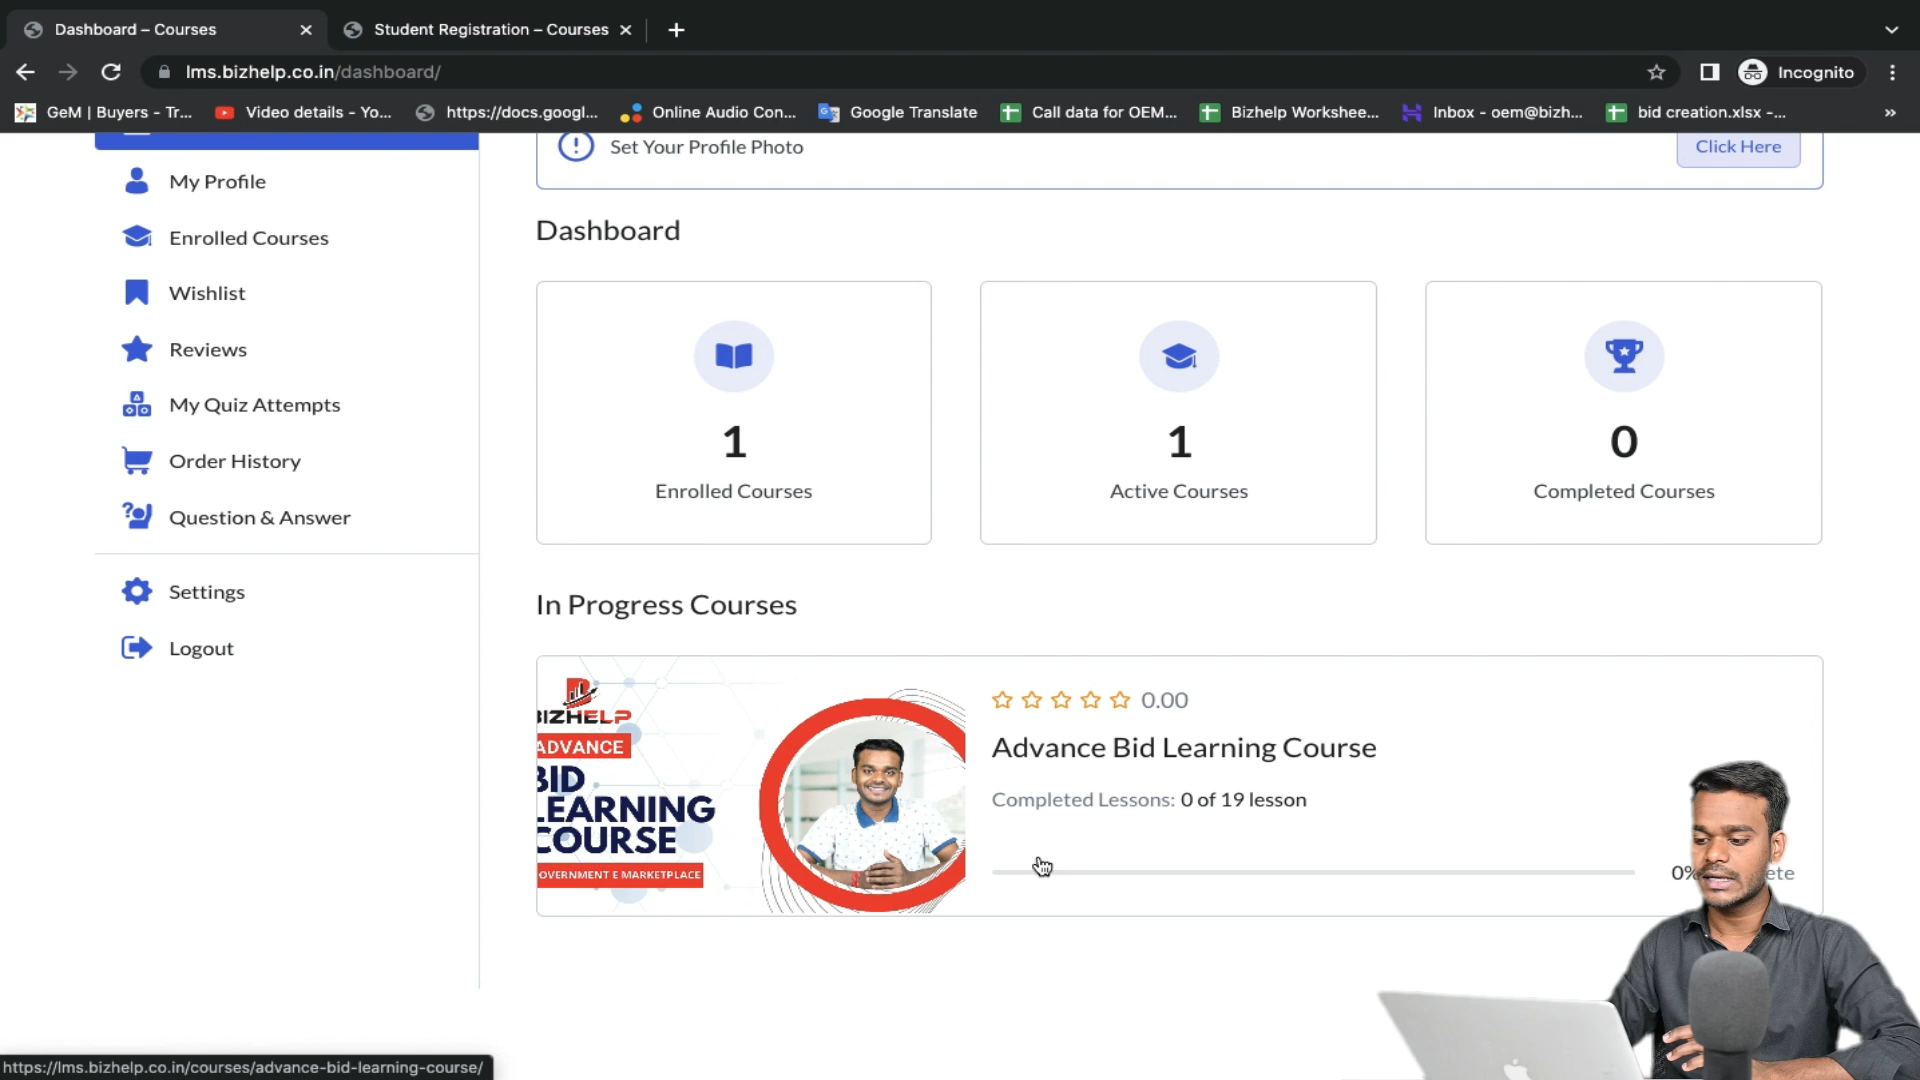 Dashboard – Courses
Student Registration – Courses
lms.bizhelp.co.in/dashboard/
Incognito
GeM | Buyers - Tr...
Video details - Yo...
https://docs.googl...
Online Audio Con...
Google Translate
Call data for OEM...
Bizhelp Workshee...
Inbox - oem@bizh...
bid creation.xlsx -...
Set Your Profile Photo
Click Here
My Profile
Enrolled Courses
Wishlist
Reviews
My Quiz Attempts
Order History
Question & Answer
Settings
Logout
Dashboard
1
Enrolled Courses
1
Active Courses
0
Completed Courses
In Progress Courses
BIZHELP
ADVANCE
BID
LEARNING
COURSE
OVERNMENT E MARKETPLACE
0.00
Advance Bid Learning Course
Completed Lessons: 0 of 19 lesson
0%
ete
https://lms.bizhelp.co.in/courses/advance-bid-learning-course/